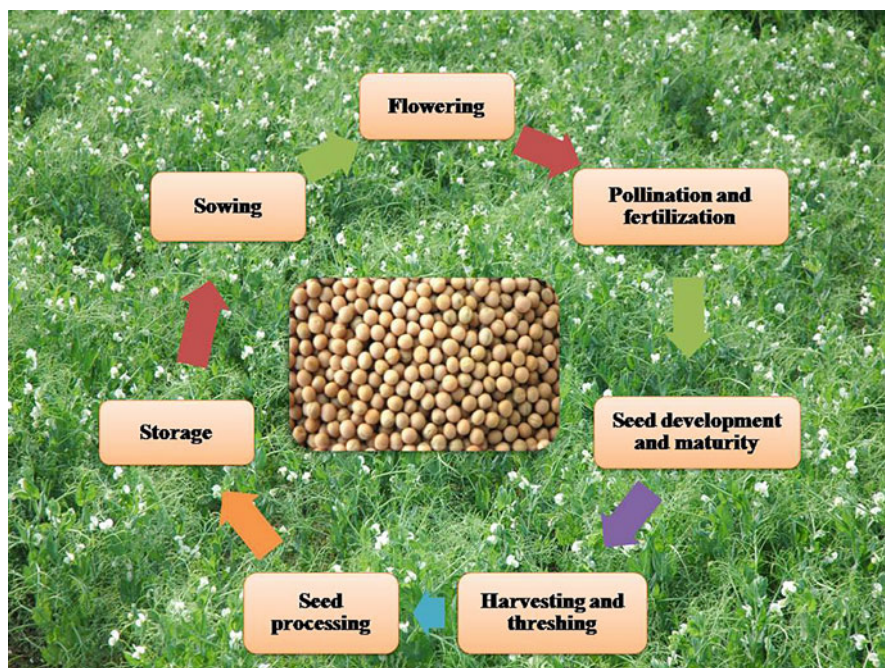 Flowering
Pollination and
fertilization
Seed development
and maturity
Harvesting and
threshing
Seed
processing
Storage
Sowing